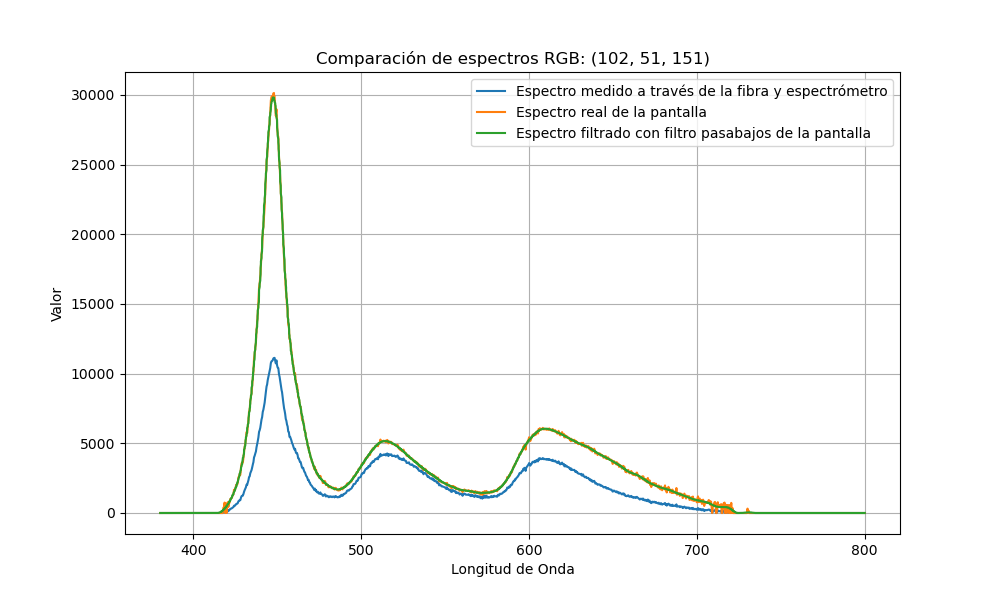 Comparación de espectros RGB: (102, 51, 151)
Espectro medido a través de la fibra y espectrómetro
Espectro real de la pantalla
Espectro filtrado con filtro pasabajos de la pantalla
Valor
30000
25000
20000
15000
10000
5000
0
400
500
600
700
800
Longitud de Onda